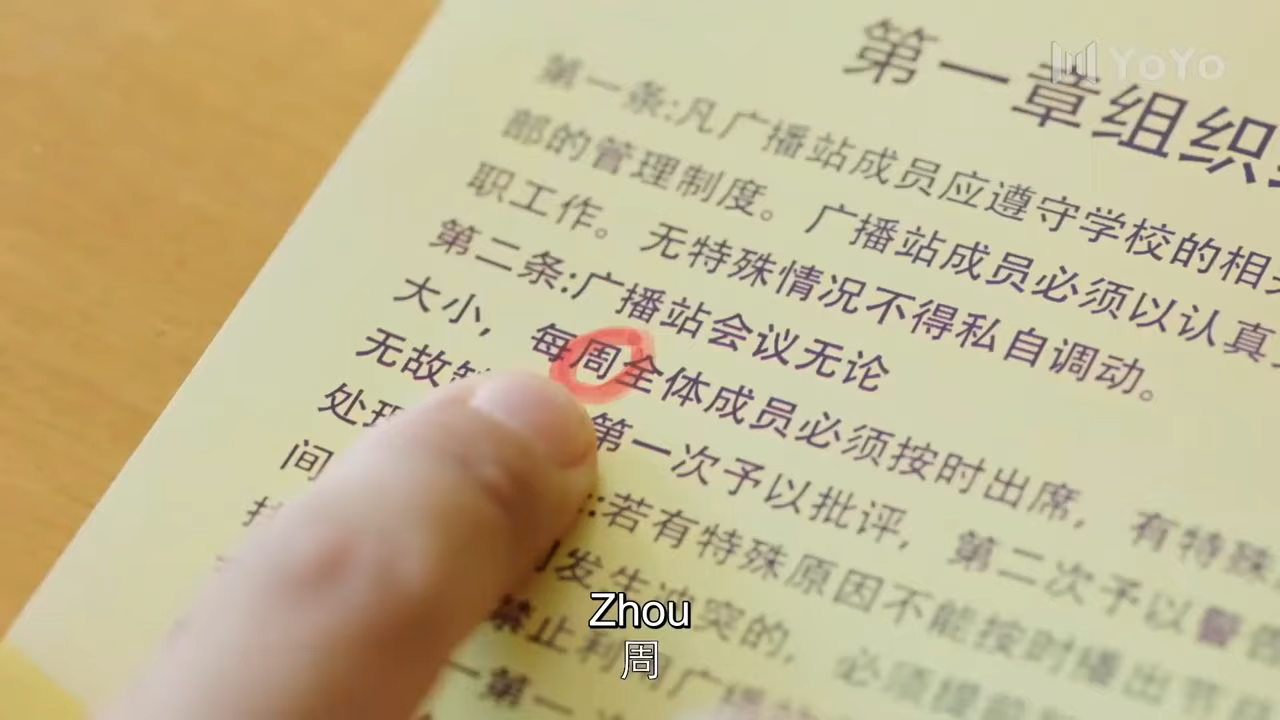 YoYo
第一章组织
第一条:凡广播站成员应遵守学校的相
部的管理制度。广播站成员必须以认真
职工作。无特殊情况不得私自调动。
第二条:广播站会议无论
大小，每周全体成员必须按时出席，有特殊
无故 第一次予以批评，第二次予以警告
处理
间 :若有特殊原因不能按时播出节目
发生冲突的，必须提前
禁止利用广播
第一
Zhou
周